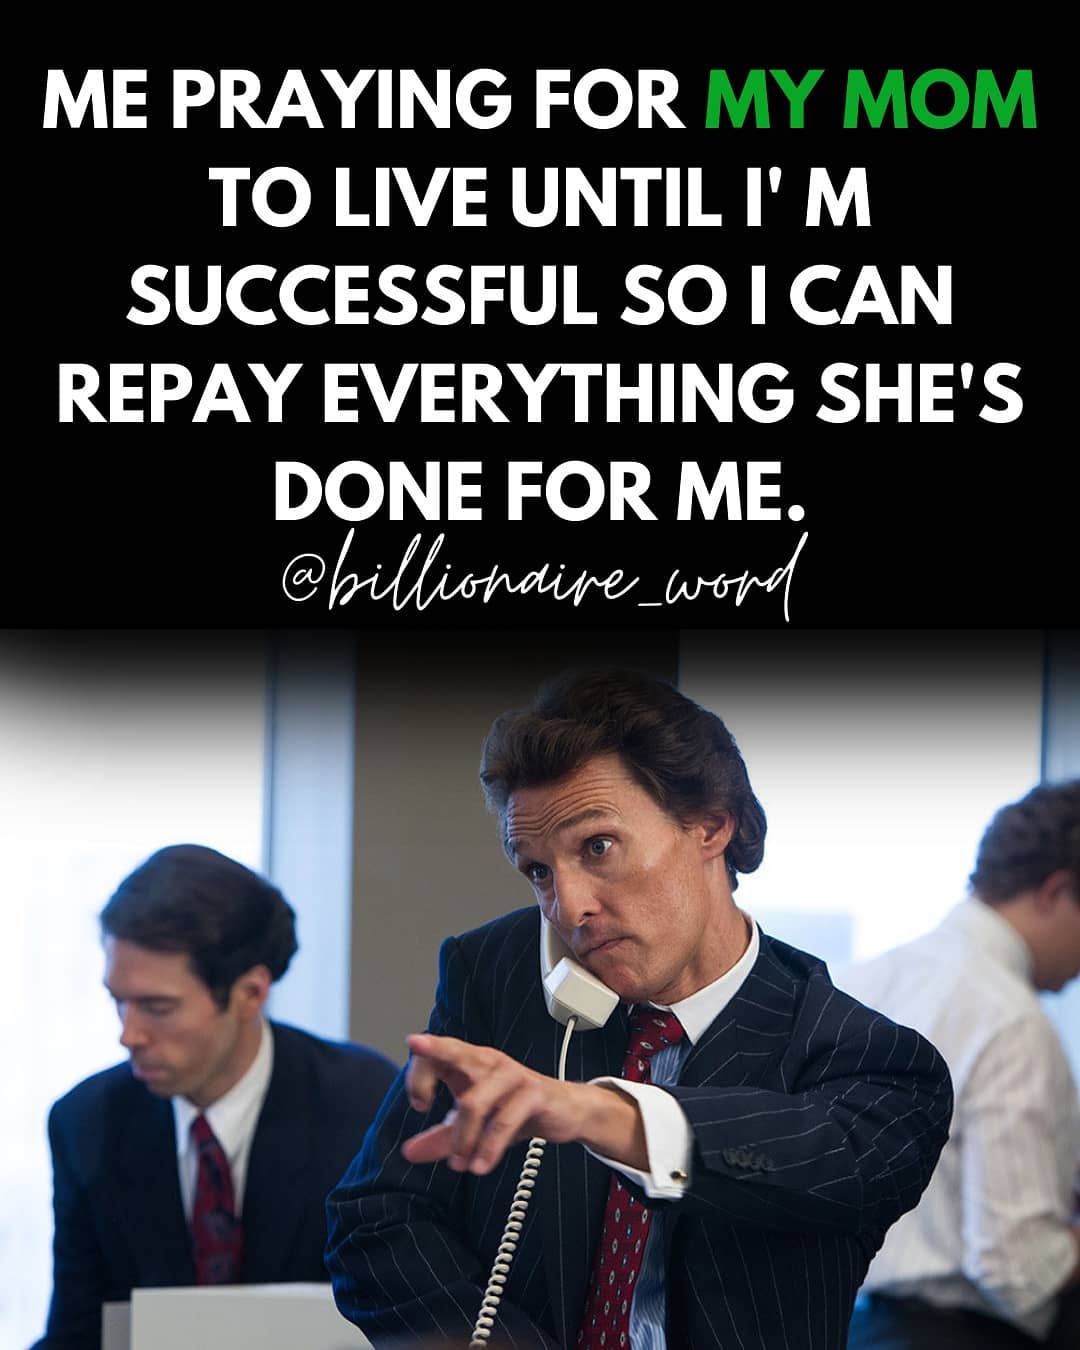 ME PRAYING FOR MY MOM
TO LIVE UNTIL I' M
SUCCESSFUL SO I CAN
REPAY EVERYTHING SHE'S
DONE FOR ME.
@billionaire_word